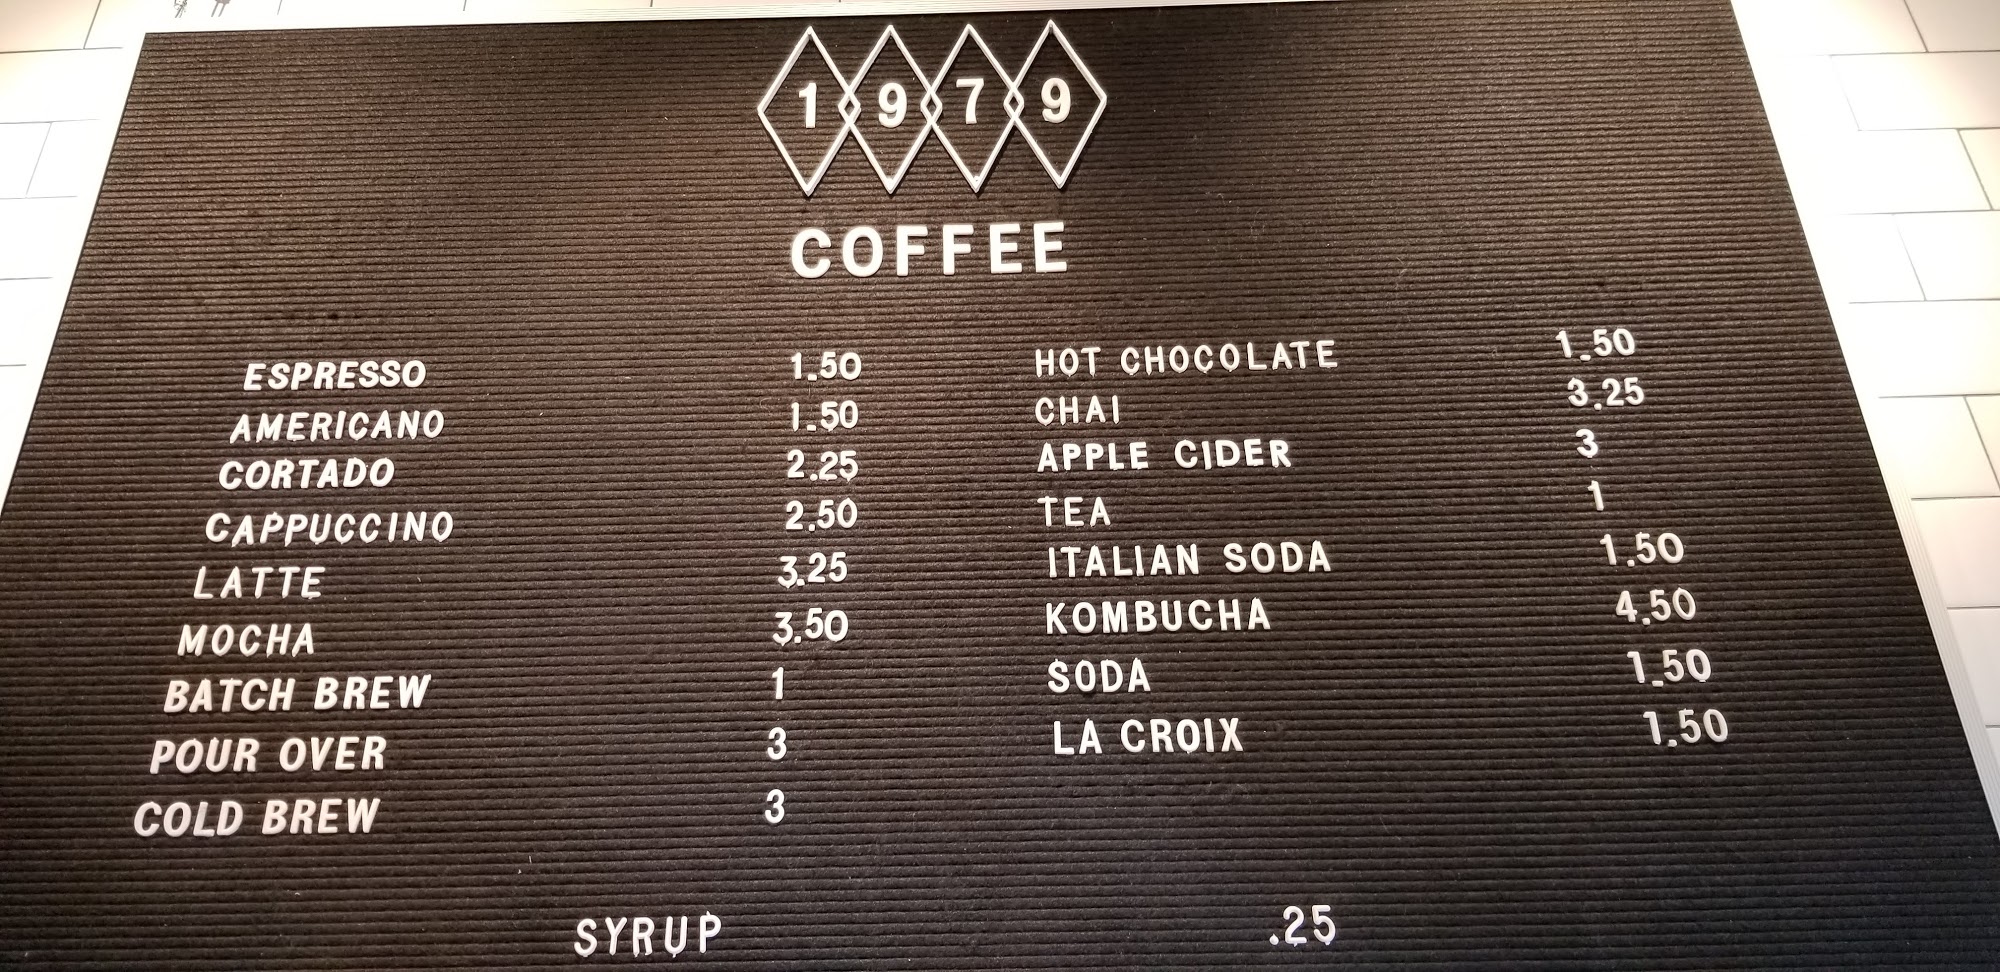 1979
COFFEE
ESPRESSO 1.50
AMERICANO 1.50
CORTADO 2.25
CAPPUCCINO 2.50
LATTE 3.25
MOCHA 3.50
BATCH BREW 1
POUR OVER 3
COLD BREW 3
HOT CHOCOLATE 1.50
CHAI 3.25
APPLE CIDER 3
TEA 1
ITALIAN SODA 1.50
KOMBUCHA 4.50
SODA 1.50
LA CROIX 1.50
SYRUP .25